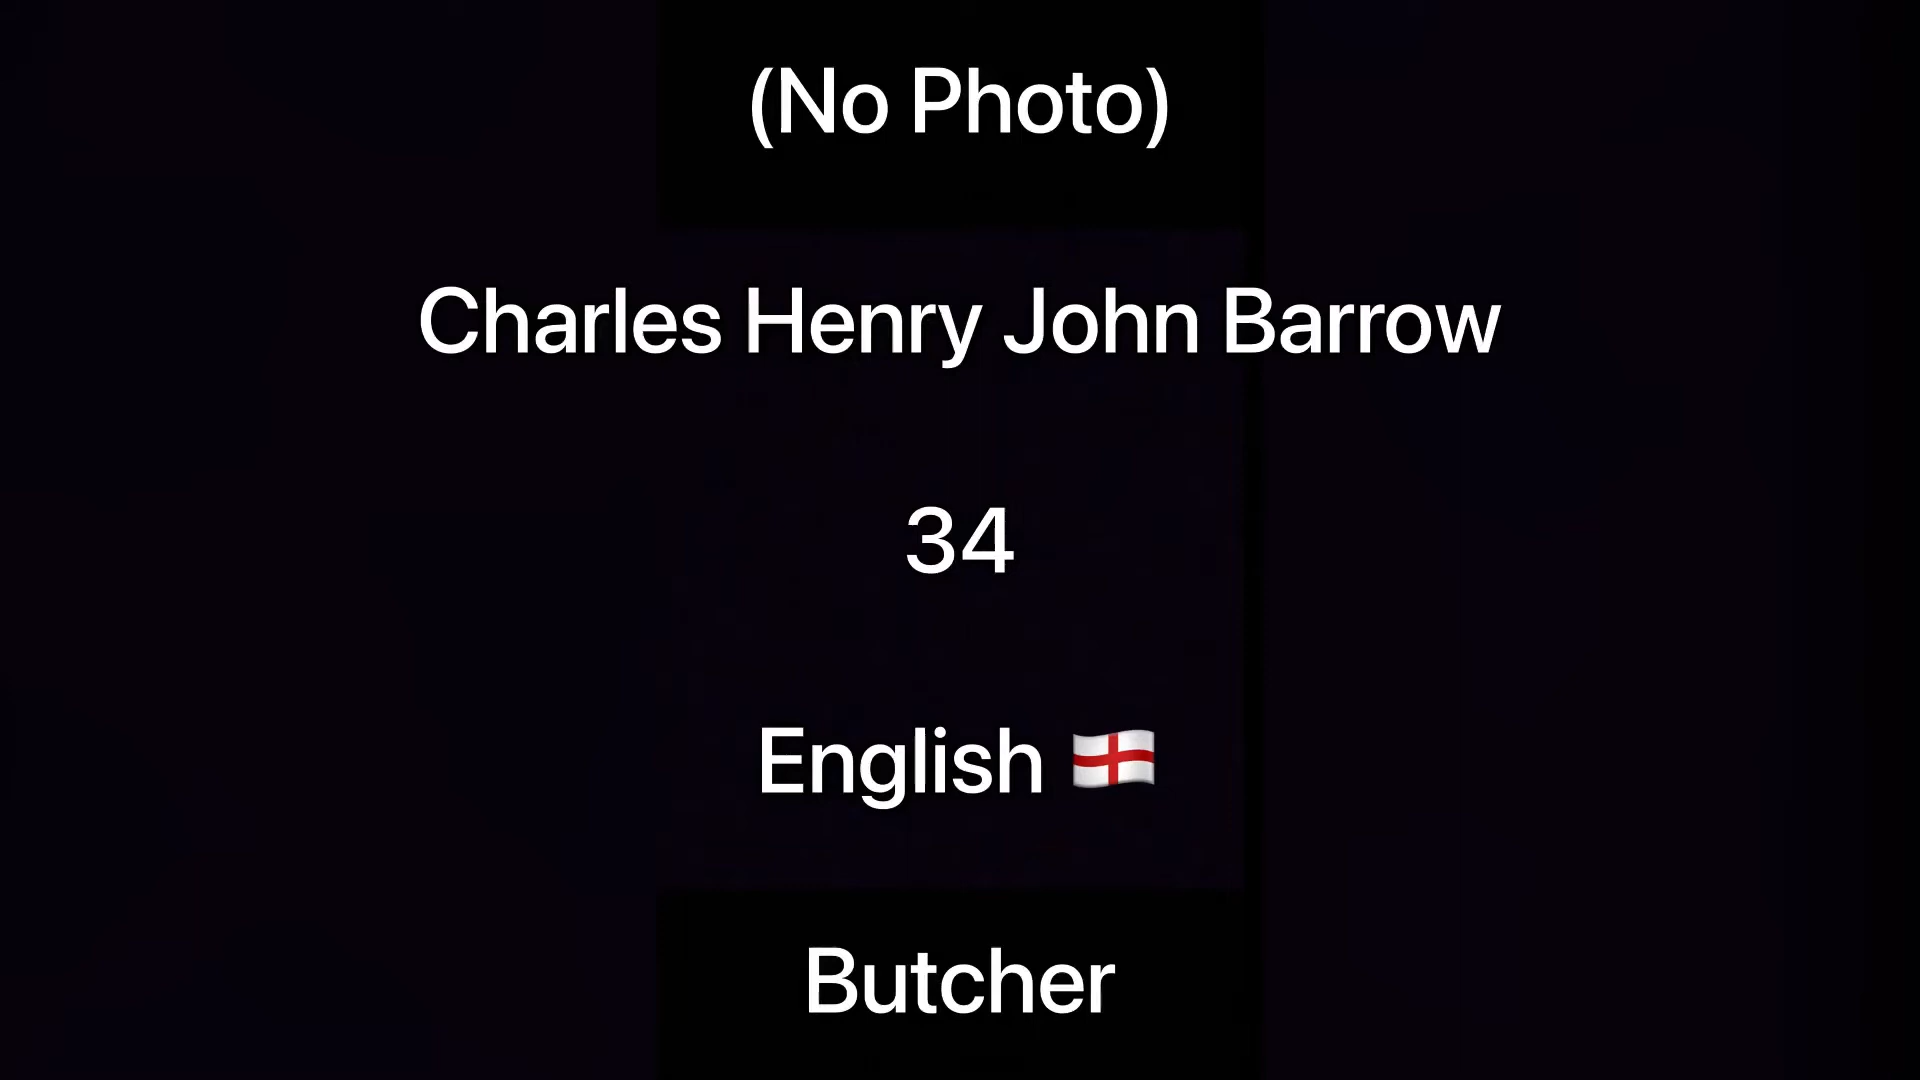 (No Photo)
Charles Henry John Barrow
34
English 🏴󠁧󠁢󠁥󠁮󠁧󠁿
Butcher